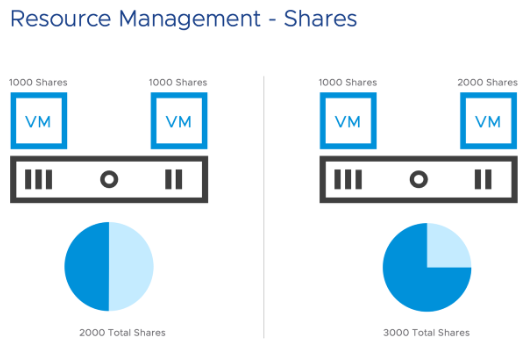 Resource Management - Shares
1000 Shares 1000 Shares 1000 Shares 2000 Shares
VM VM VM VM
2000 Total Shares 3000 Total Shares